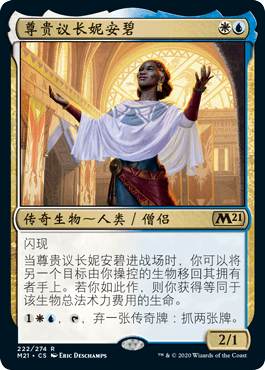 尊贵议长妮安碧
传奇生物～人类／僧侣
M21
闪现
当尊贵议长妮安碧进战场时，你可以将
另一个目标由你操控的生物移回其拥有
者手上。若你如此作，则你获得等同于
该生物总法术力费用的生命。
1，，弃一张传奇牌：抓两张牌。
2/1
222/274 R
M21 • CS ERIC DESCHAMPS
™ & © 2020 Wizards of the Coast